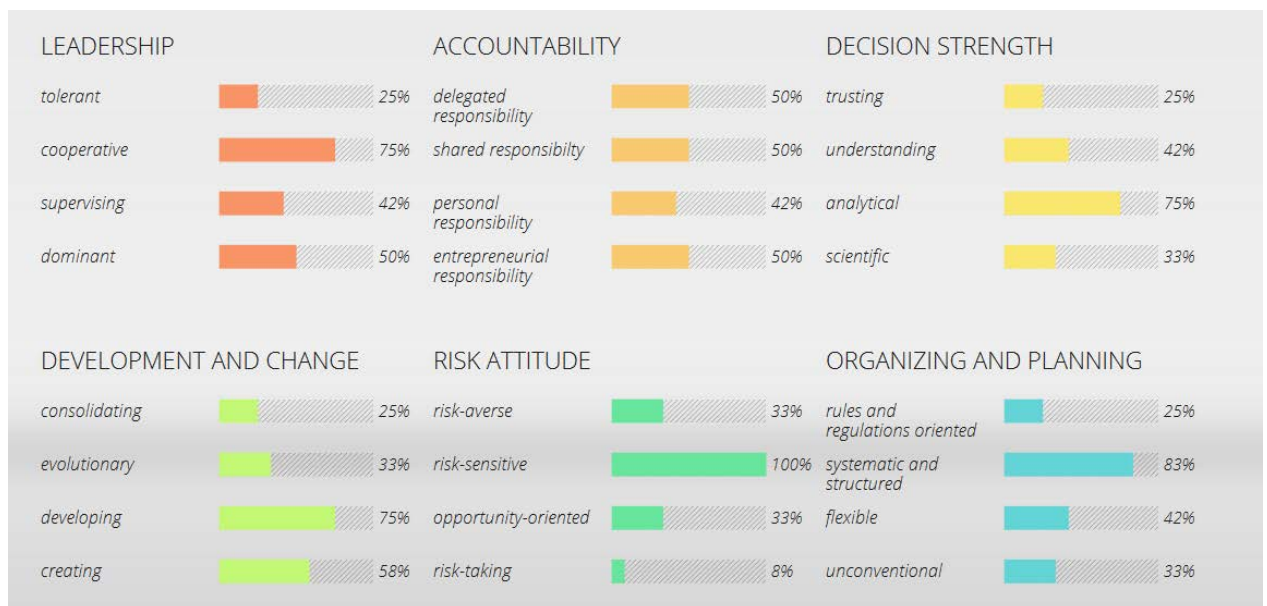 LEADERSHIP
tolerant 25%
cooperative 75%
supervising 42%
dominant 50%
ACCOUNTABILITY
delegated
responsibility 50%
shared responsibilty 50%
personal
responsibility 42%
entrepreneurial
responsibility 50%
DECISION STRENGTH
trusting 25%
understanding 42%
analytical 75%
scientific 33%
DEVELOPMENT AND CHANGE
consolidating 25%
evolutionary 33%
developing 75%
creating 58%
RISK ATTITUDE
risk-averse 33%
risk-sensitive 100%
opportunity-oriented 33%
risk-taking 8%
ORGANIZING AND PLANNING
rules and
regulations oriented 25%
systematic and
structured 83%
flexible 42%
unconventional 33%